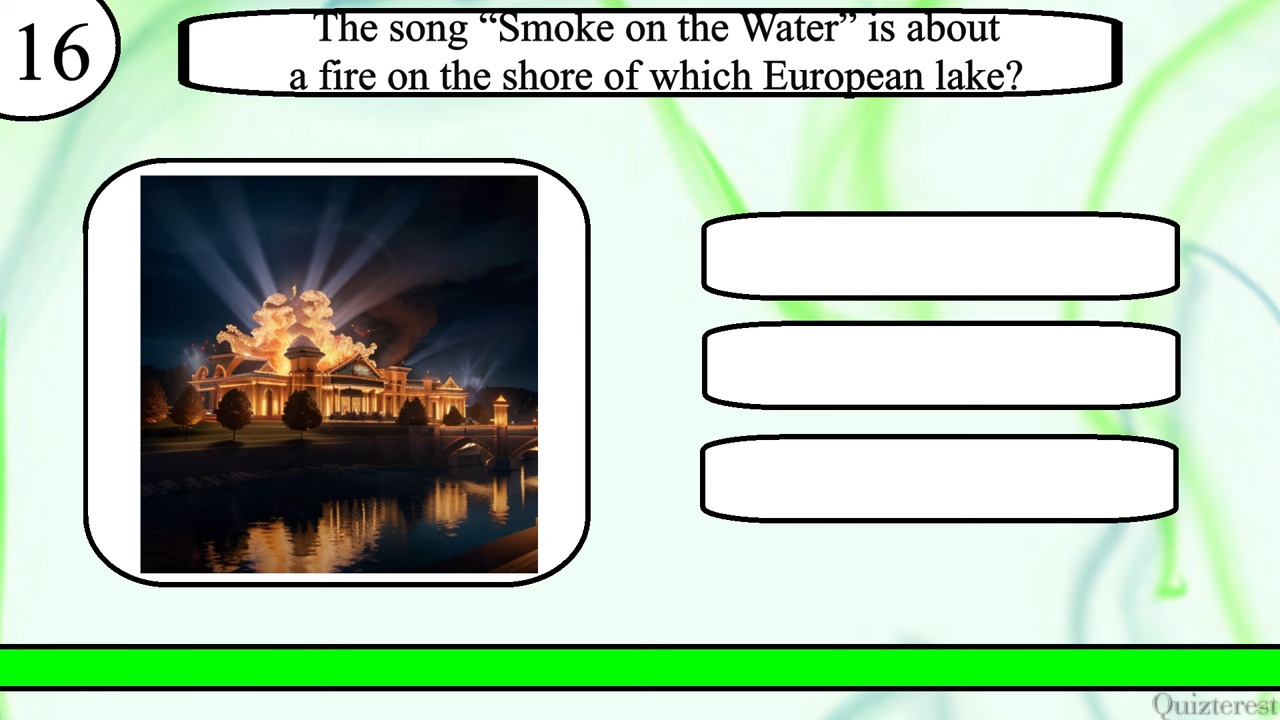 16
The song “Smoke on the Water” is about
a fire on the shore of which European lake?
Quizterest